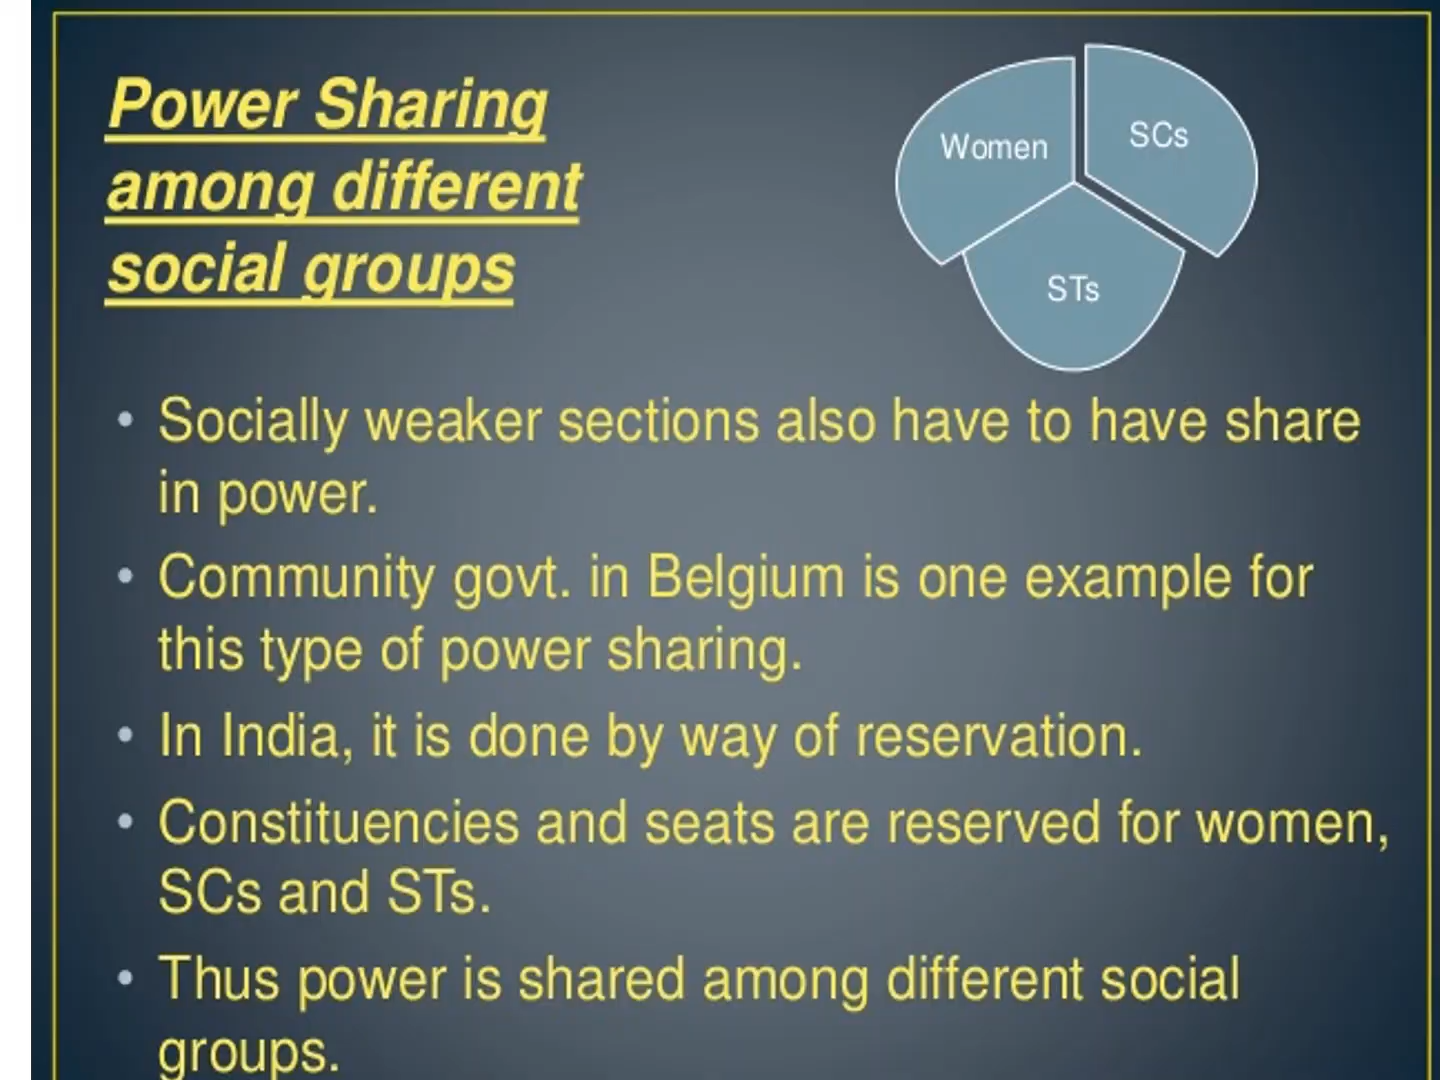 Power Sharing
among different
social groups
Women
SCs
STs
• Socially weaker sections also have to have share
in power.
• Community govt. in Belgium is one example for
this type of power sharing.
• In India, it is done by way of reservation.
• Constituencies and seats are reserved for women,
SCs and STs.
• Thus power is shared among different social
groups.